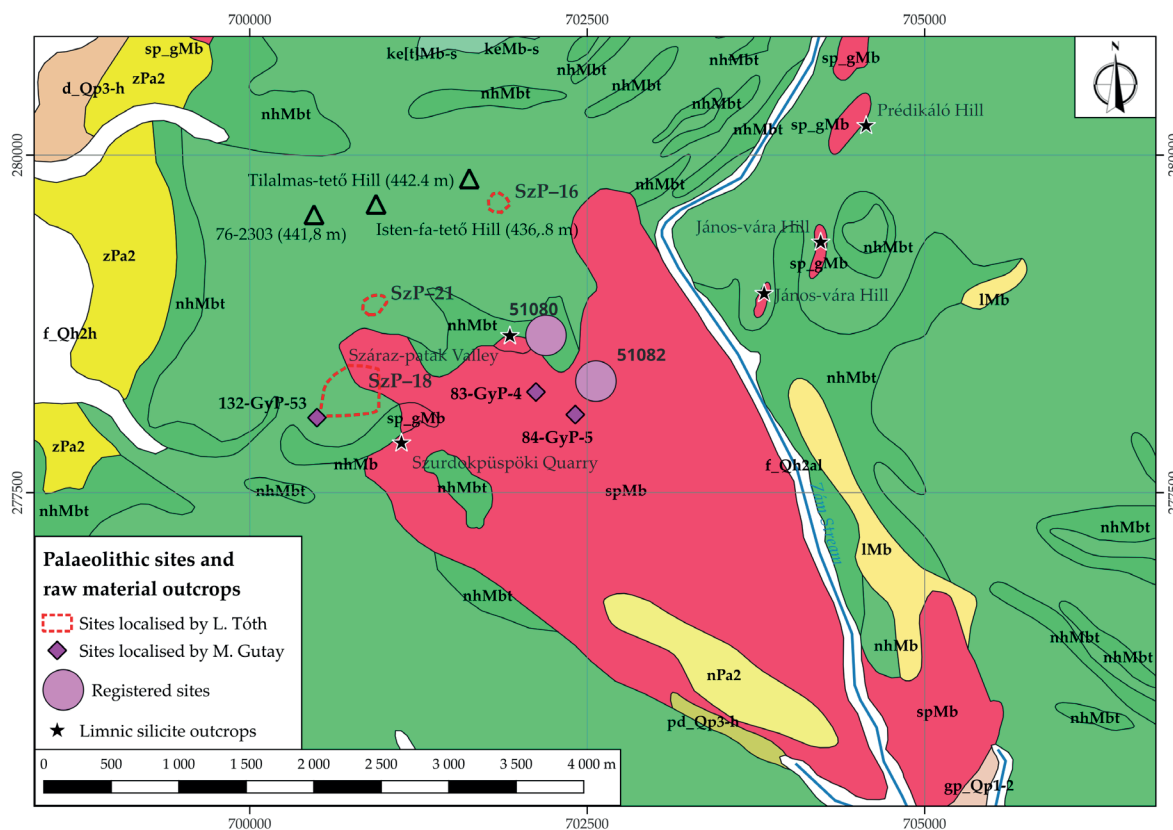 700000
702500
705000
sp_gMb
ke[t]Mb-s
keMb-s
nhMbt
nhMbt
sp_gMb
zPa2
d_Qp3-h
nhMbt
nhMbt
nhMbt
nhMbt
Prédikáló Hill
sp_gMb
nhMbt
280000
280000
Tilalmas-tető Hill (442.4 m)
SzP–16
nhMbt
76-2303 (441,8 m)
Isten-fa-tető Hill (436,.8 m)
János-vára Hill
nhMbt
zPa2
sp_gMb
SzP–21
János-vára Hill
lMb
nhMbt
51080
nhMbt
f_Qh2h
Száraz-patak Valley
51082
SzP–18
nhMbt
83-GyP-4
132-GyP-53
sp_gMb
84-GyP-5
zPa2
nhMb
Szurdokpüspöki Quarry
f_Qh2al
277500
nhMbt
nhMbt
spMb
277500
nhMbt
Zám Stream
nhMbt
lMb
Palaeolithic sites and
raw material outcrops
Sites localised by L. Tóth
Sites localised by M. Gutay
Registered sites
Limnic silicite outcrops
nhMbt
nhMbt
nhMb
nhMbt
nPa2
pd_Qp3-h
spMb
nhMbt
gp_Qp1-2
0
500
1 000
1 500
2 000
2 500
3 000
3 500
4 000 m
N
700000
702500
705000